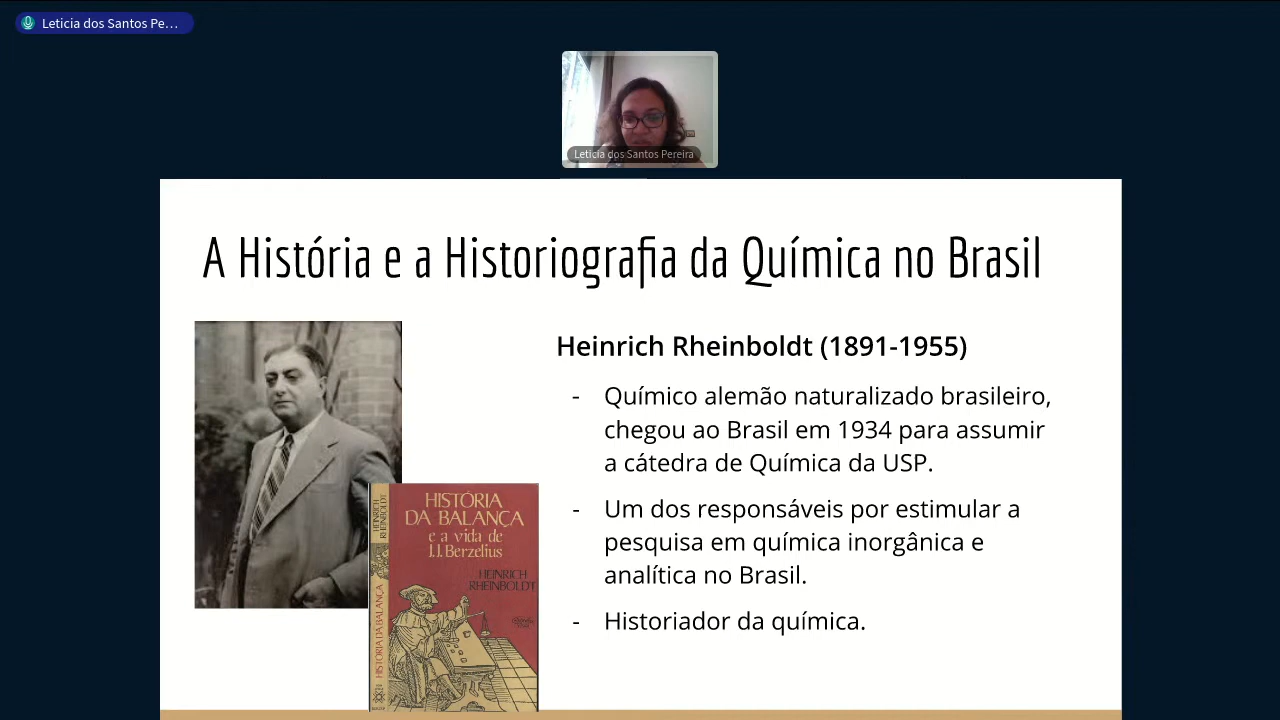 Leticia dos Santos Pe...
Leticia dos Santos Pereira
A História e a Historiografia da Química no Brasil
Heinrich Rheinboldt (1891-1955)
- Químico alemão naturalizado brasileiro,
chegou ao Brasil em 1934 para assumir
a cátedra de Química da USP.
- Um dos responsáveis por estimular a
pesquisa em química inorgânica e
analítica no Brasil.
- Historiador da química.
HISTÓRIA
DA BALANÇA
e a vida de
J.J. Berzelius
HEINRICH
RHEINBOLDT
HEINRICH
RHEINBOLDT
HISTÓRIA DA BALANÇA